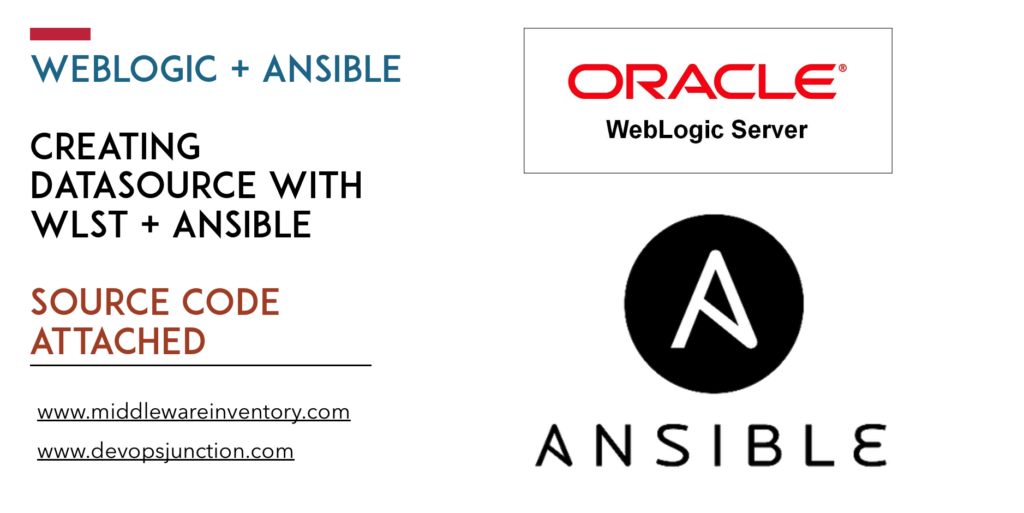 WEBLOGIC + ANSIBLE
CREATING
DATASOURCE WITH
WLST + ANSIBLE
SOURCE CODE
ATTACHED
www.middlewareinventory.com
www.devopsjunction.com
ORACLE®
WebLogic Server
ANSIBLE